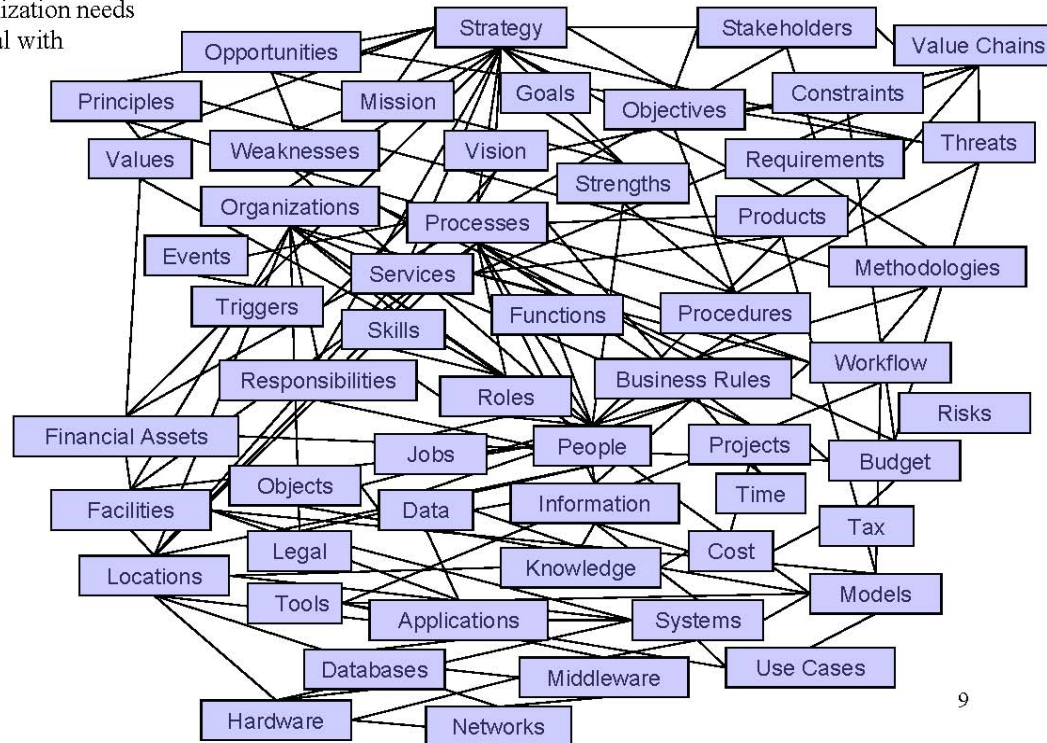 nization needs
al with
Strategy
Stakeholders
Opportunities
Value Chains
Principles
Mission
Goals
Objectives
Constraints
Values
Weaknesses
Vision
Requirements
Threats
Strengths
Organizations
Processes
Products
Events
Services
Methodologies
Triggers
Skills
Functions
Procedures
Workflow
Responsibilities
Roles
Business Rules
Risks
Financial Assets
Jobs
People
Projects
Budget
Objects
Time
Facilities
Data
Information
Tax
Legal
Cost
Locations
Knowledge
Models
Tools
Applications
Systems
Databases
Middleware
Use Cases
Hardware
Networks
9